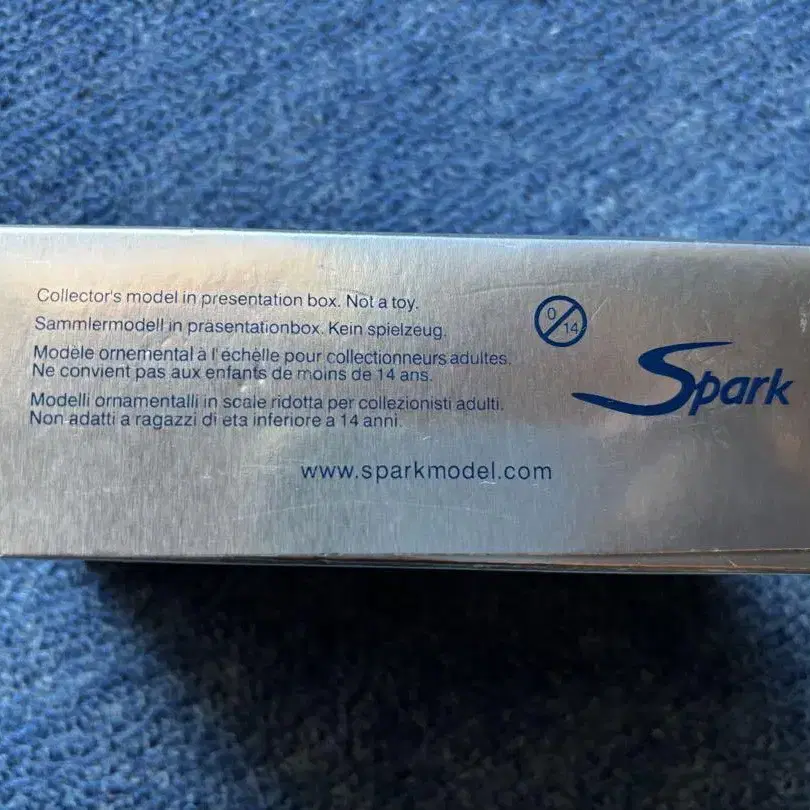 Collector's model in presentation box. Not a toy.
Sammlermodell in präsentationbox. Kein spielzeug.
Modèle ornemental à l'échelle pour collectionneurs adultes.
Ne convient pas aux enfants de moins de 14 ans.
Modelli ornamentalli in scale ridotta per collezionisti adulti.
Non adatti a ragazzi di eta inferiore a 14 anni.
0/14
Spark
www.sparkmodel.com